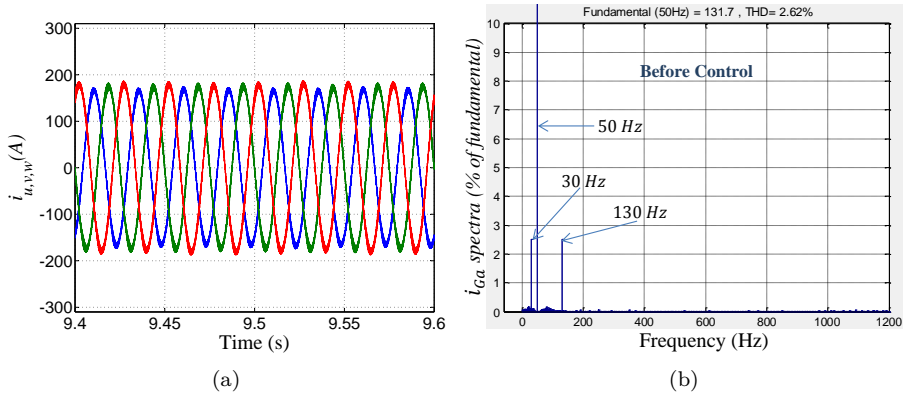 300
200
100
0
-100
-200
-300
i_{u,v,w}(A)
9.4
9.45
9.5
9.55
9.6
Time (s)
(a)
Fundamental (50Hz) = 131.7 , THD= 2.62%
10
9
8
7
6
5
4
3
2
1
0
i_{Ga} spectra (% of fundamental)
Before Control
50 Hz
30 Hz
130 Hz
0
200
400
600
800
1000
1200
Frequency (Hz)
(b)